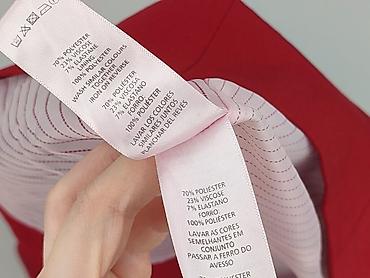 70% POLYESTER
23% VISCOSE
7% ELASTANE
LINING:
100% POLYESTER
WASH SIMILAR COLOURS
TOGETHER
IRON ON REVERSE
70% POLIÉSTER
23% VISCOSA
7% ELASTANO
FORRO:
100% POLIÉSTER
LAVAR LOS COLORES
SIMILARES JUNTOS
PLANCHAR DEL REVÉS
70% POLIÉSTER
23% VISCOSE
7% ELASTANO
FORRO:
100% POLIÉSTER
LAVAR AS CORES
SEMELHANTES EM
CONJUNTO
PASSAR A FERRO DO
AVESSO